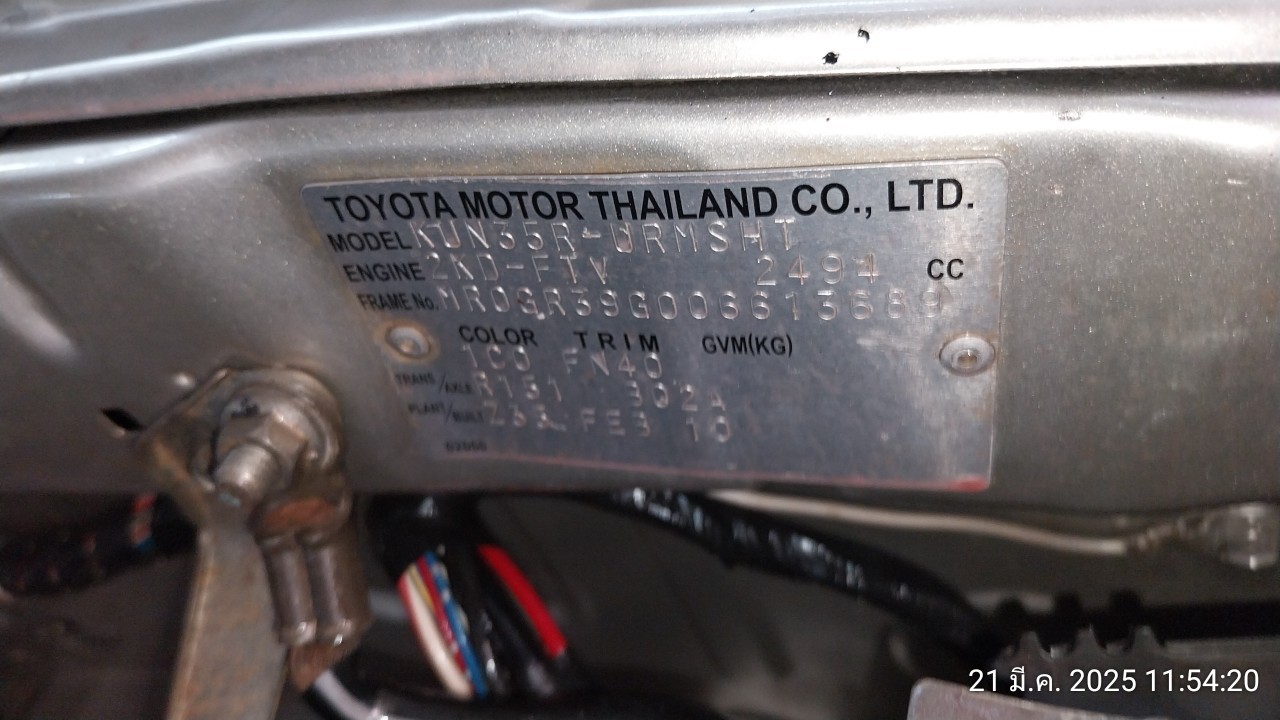 TOYOTA MOTOR THAILAND CO., LTD.
MODEL KUN35R-URMSHT
ENGINE 2KD-FTV 2494 CC
FRAME No. MR0GR39G006613689
COLOR TRIM GVM(KG)
1C0 FN40
TRANS/AXLE R151 302A
PLANT/BUILT FEB 10
21 มี.ค. 2025 11:54:20